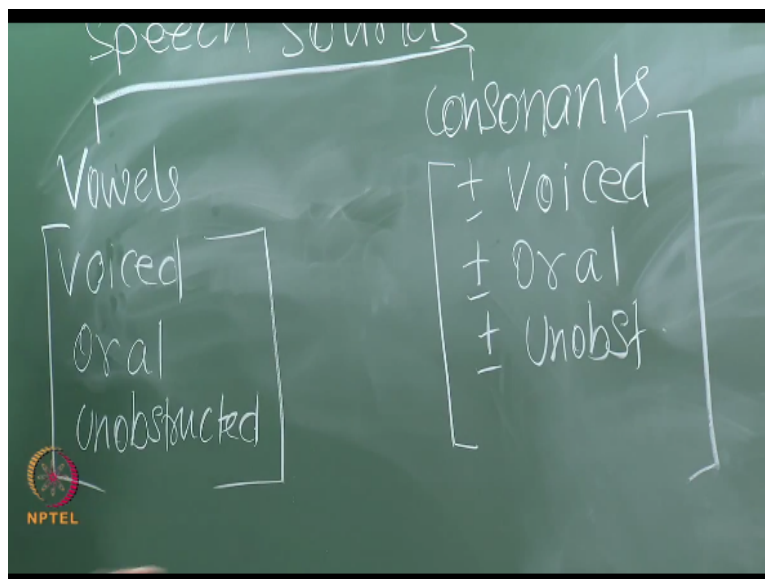 Speech Sounds
Vowels
Voiced
Oral
Unobstructed
Consonants
± Voiced
± Oral
± Unobst.
NPTEL